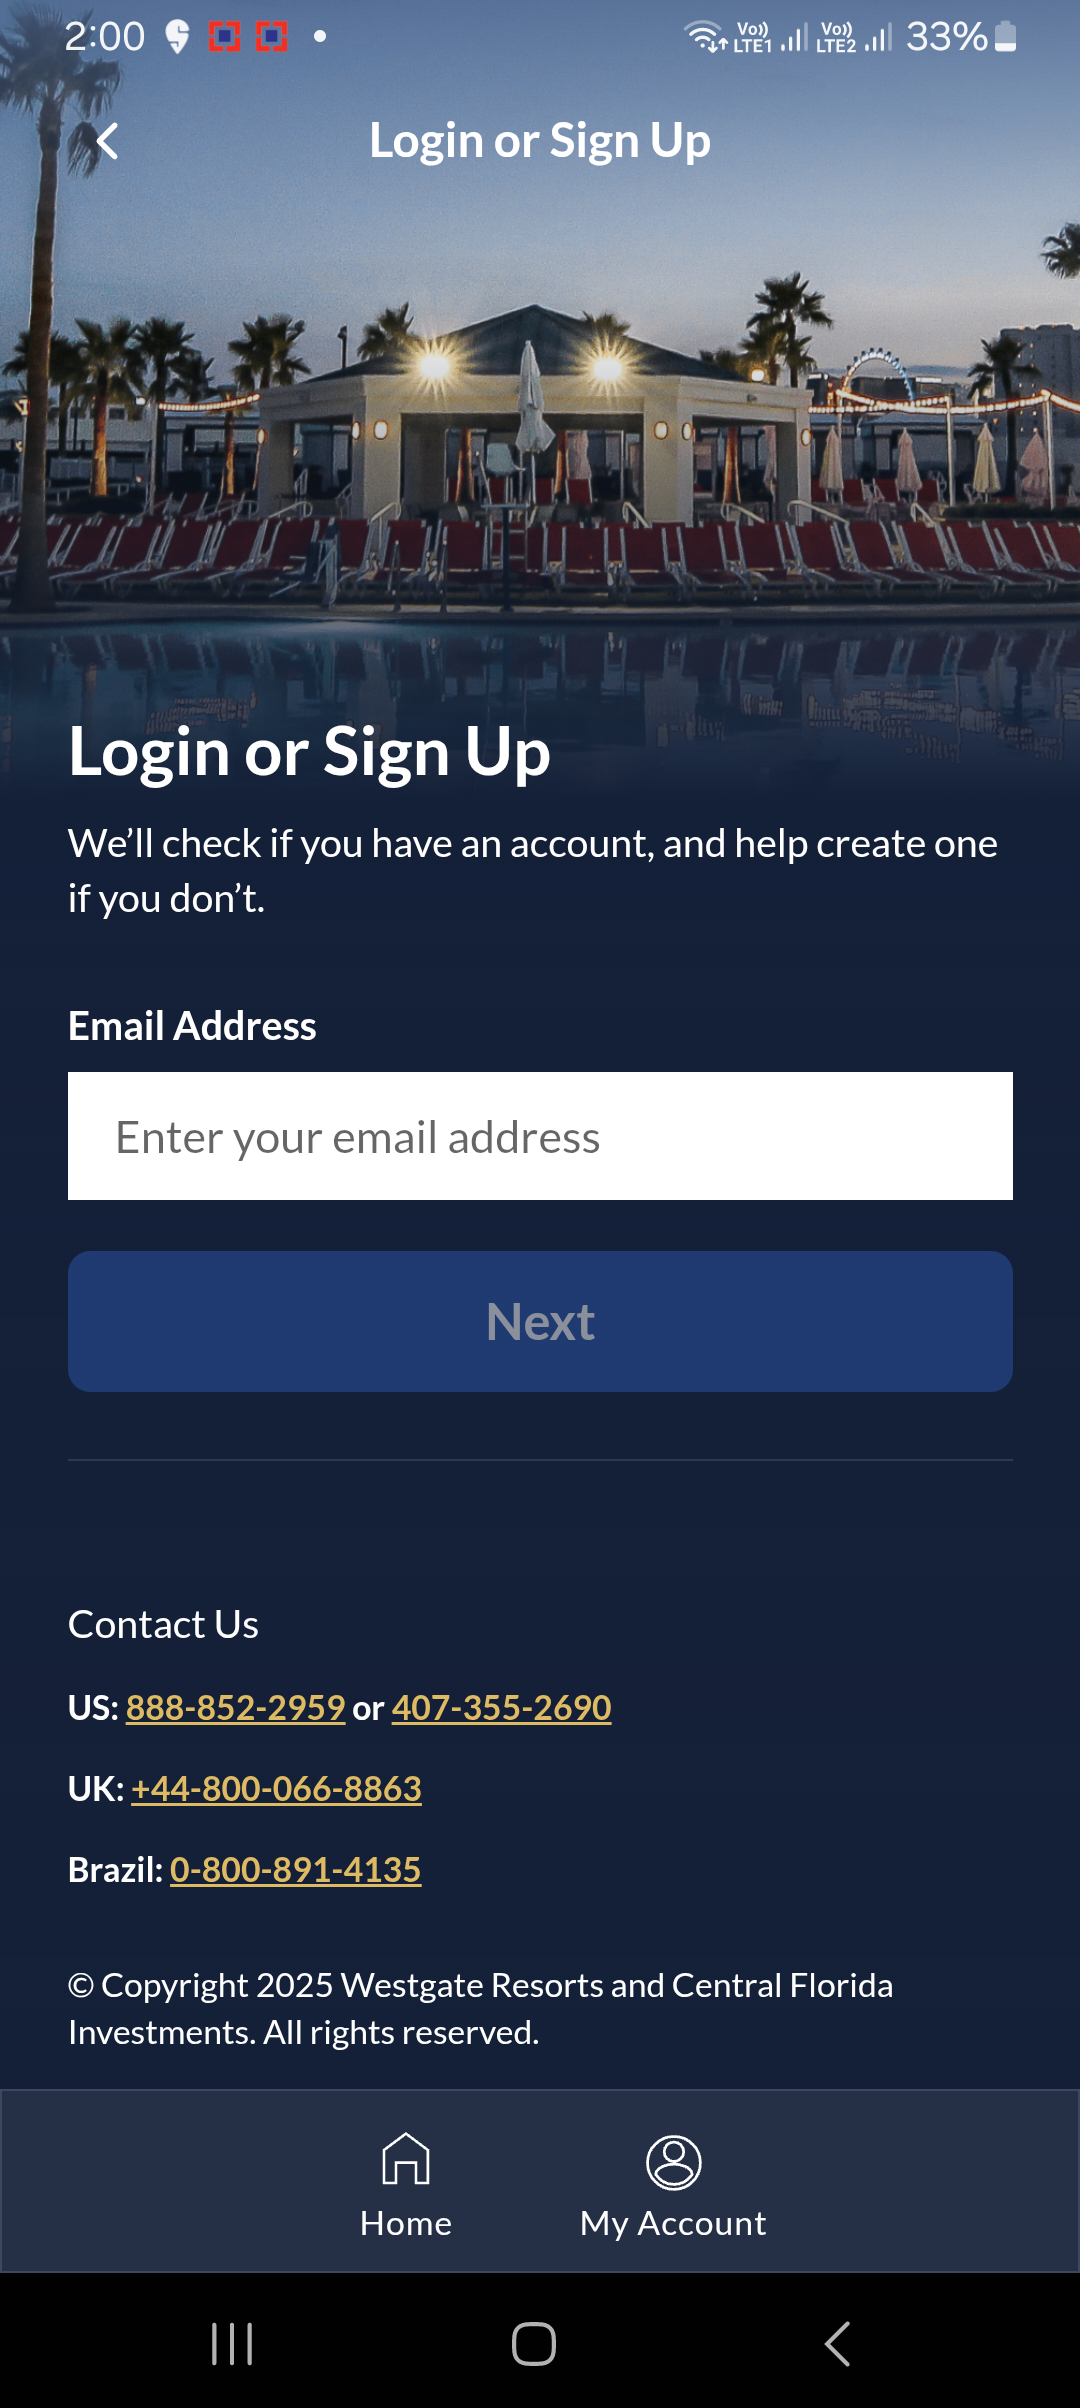 2:00
Vo)) LTE1
Vo)) LTE2
33%
Login or Sign Up
Login or Sign Up
We’ll check if you have an account, and help create one
if you don’t.
Email Address
Enter your email address
Next
Contact Us
US: 888-852-2959 or 407-355-2690
UK: +44-800-066-8863
Brazil: 0-800-891-4135
© Copyright 2025 Westgate Resorts and Central Florida
Investments. All rights reserved.
Home
My Account